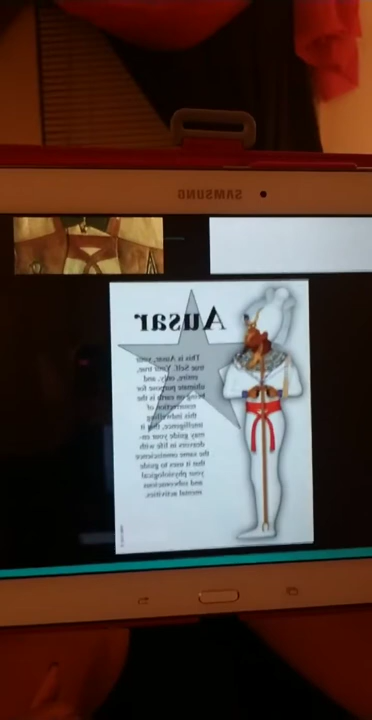 SAMSUNG
Ausar
This is Ausar, your
true Self. Your true,
entire, only, and
ultimate purpose for
being on earth is the
resurrection of
this indwelling
intelligence, that it
may guide your en-
deavors in life with
the same omniscience
that it uses to guide
your physiological
and subconscious
mental activities.